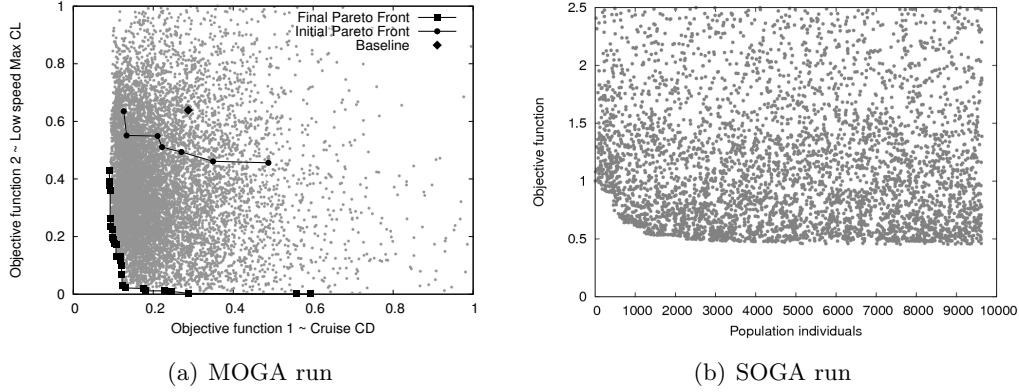 Final Pareto Front
Initial Pareto Front
Baseline
Objective function 2 ~ Low speed Max CL
1
0.8
0.6
0.4
0.2
0
0 0.2 0.4 0.6 0.8 1
Objective function 1 ~ Cruise CD
(a) MOGA run
Objective function
2.5
2
1.5
1
0.5
0
0 1000 2000 3000 4000 5000 6000 7000 8000 9000 10000
Population individuals
(b) SOGA run